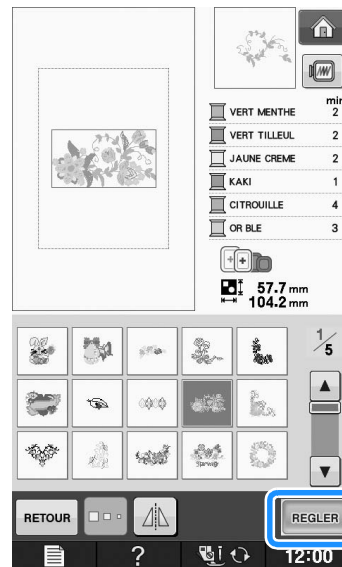 min
VERT MENTHE 2
VERT TILLEUL 2
JAUNE CREME 2
KAKI 1
CITROUILLE 4
OR BLE 3
57.7 mm
104.2 mm
1/5
RETOUR
REGLER
?
12:00